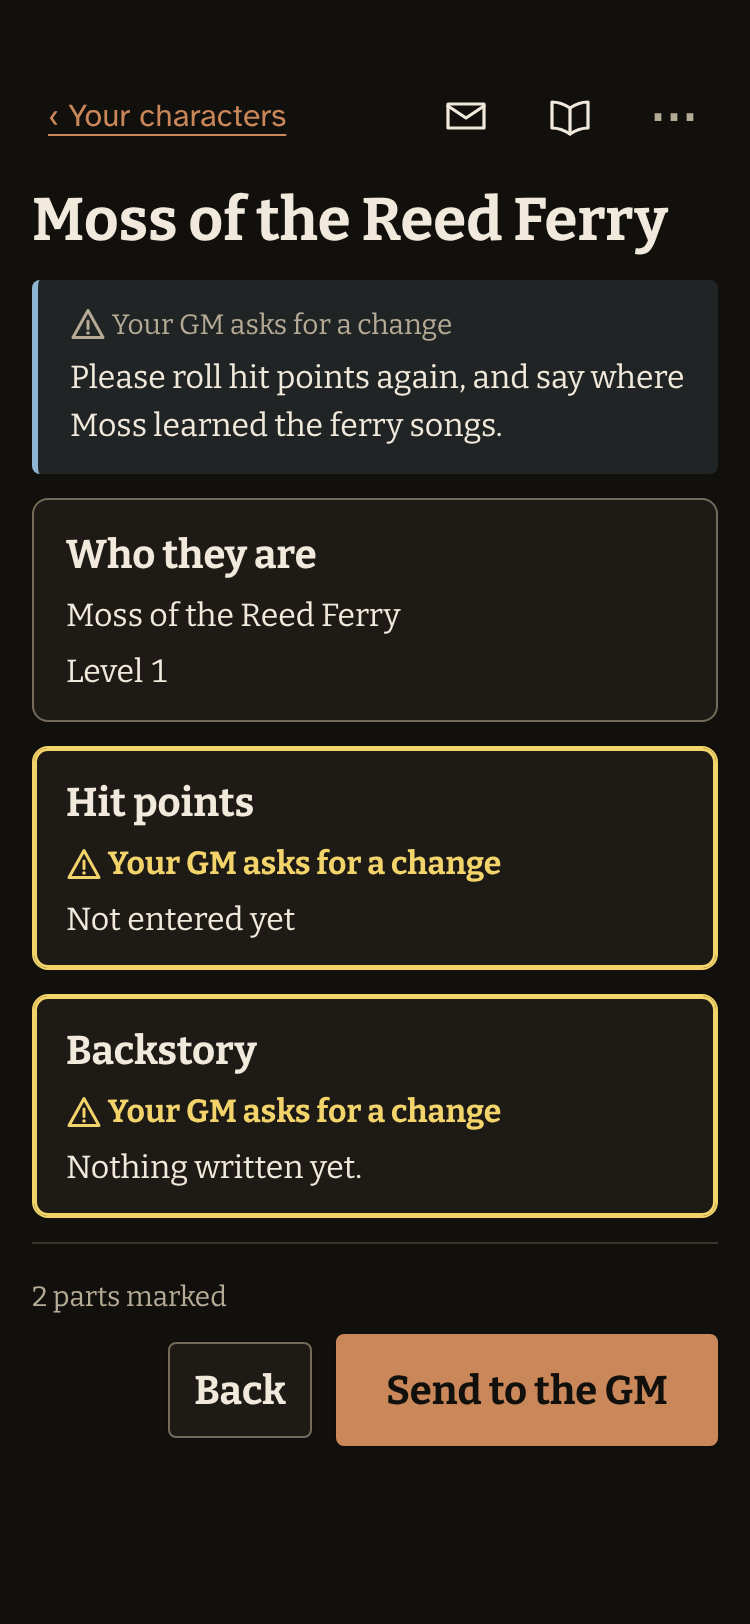 ‹ Your characters
Moss of the Reed Ferry
Your GM asks for a change
Please roll hit points again, and say where
Moss learned the ferry songs.
Who they are
Moss of the Reed Ferry
Level 1
Hit points
Your GM asks for a change
Not entered yet
Backstory
Your GM asks for a change
Nothing written yet.
2 parts marked
Back
Send to the GM